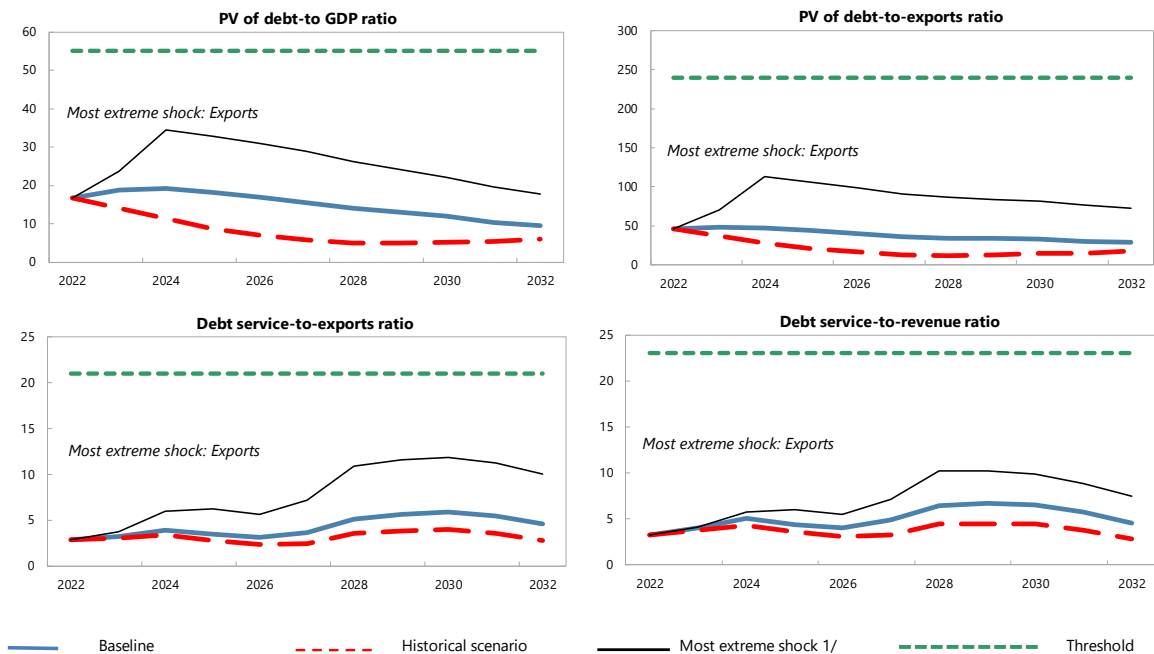 PV of debt-to GDP ratio
60
50
40
30
20
10
0
Most extreme shock: Exports
2022 2024 2026 2028 2030 2032
PV of debt-to-exports ratio
300
250
200
150
100
50
0
Most extreme shock: Exports
2022 2024 2026 2028 2030 2032
Debt service-to-exports ratio
25
20
15
10
5
0
Most extreme shock: Exports
2022 2024 2026 2028 2030 2032
Debt service-to-revenue ratio
25
20
15
10
5
0
Most extreme shock: Exports
2022 2024 2026 2028 2030 2032
Baseline Historical scenario Most extreme shock 1/ Threshold